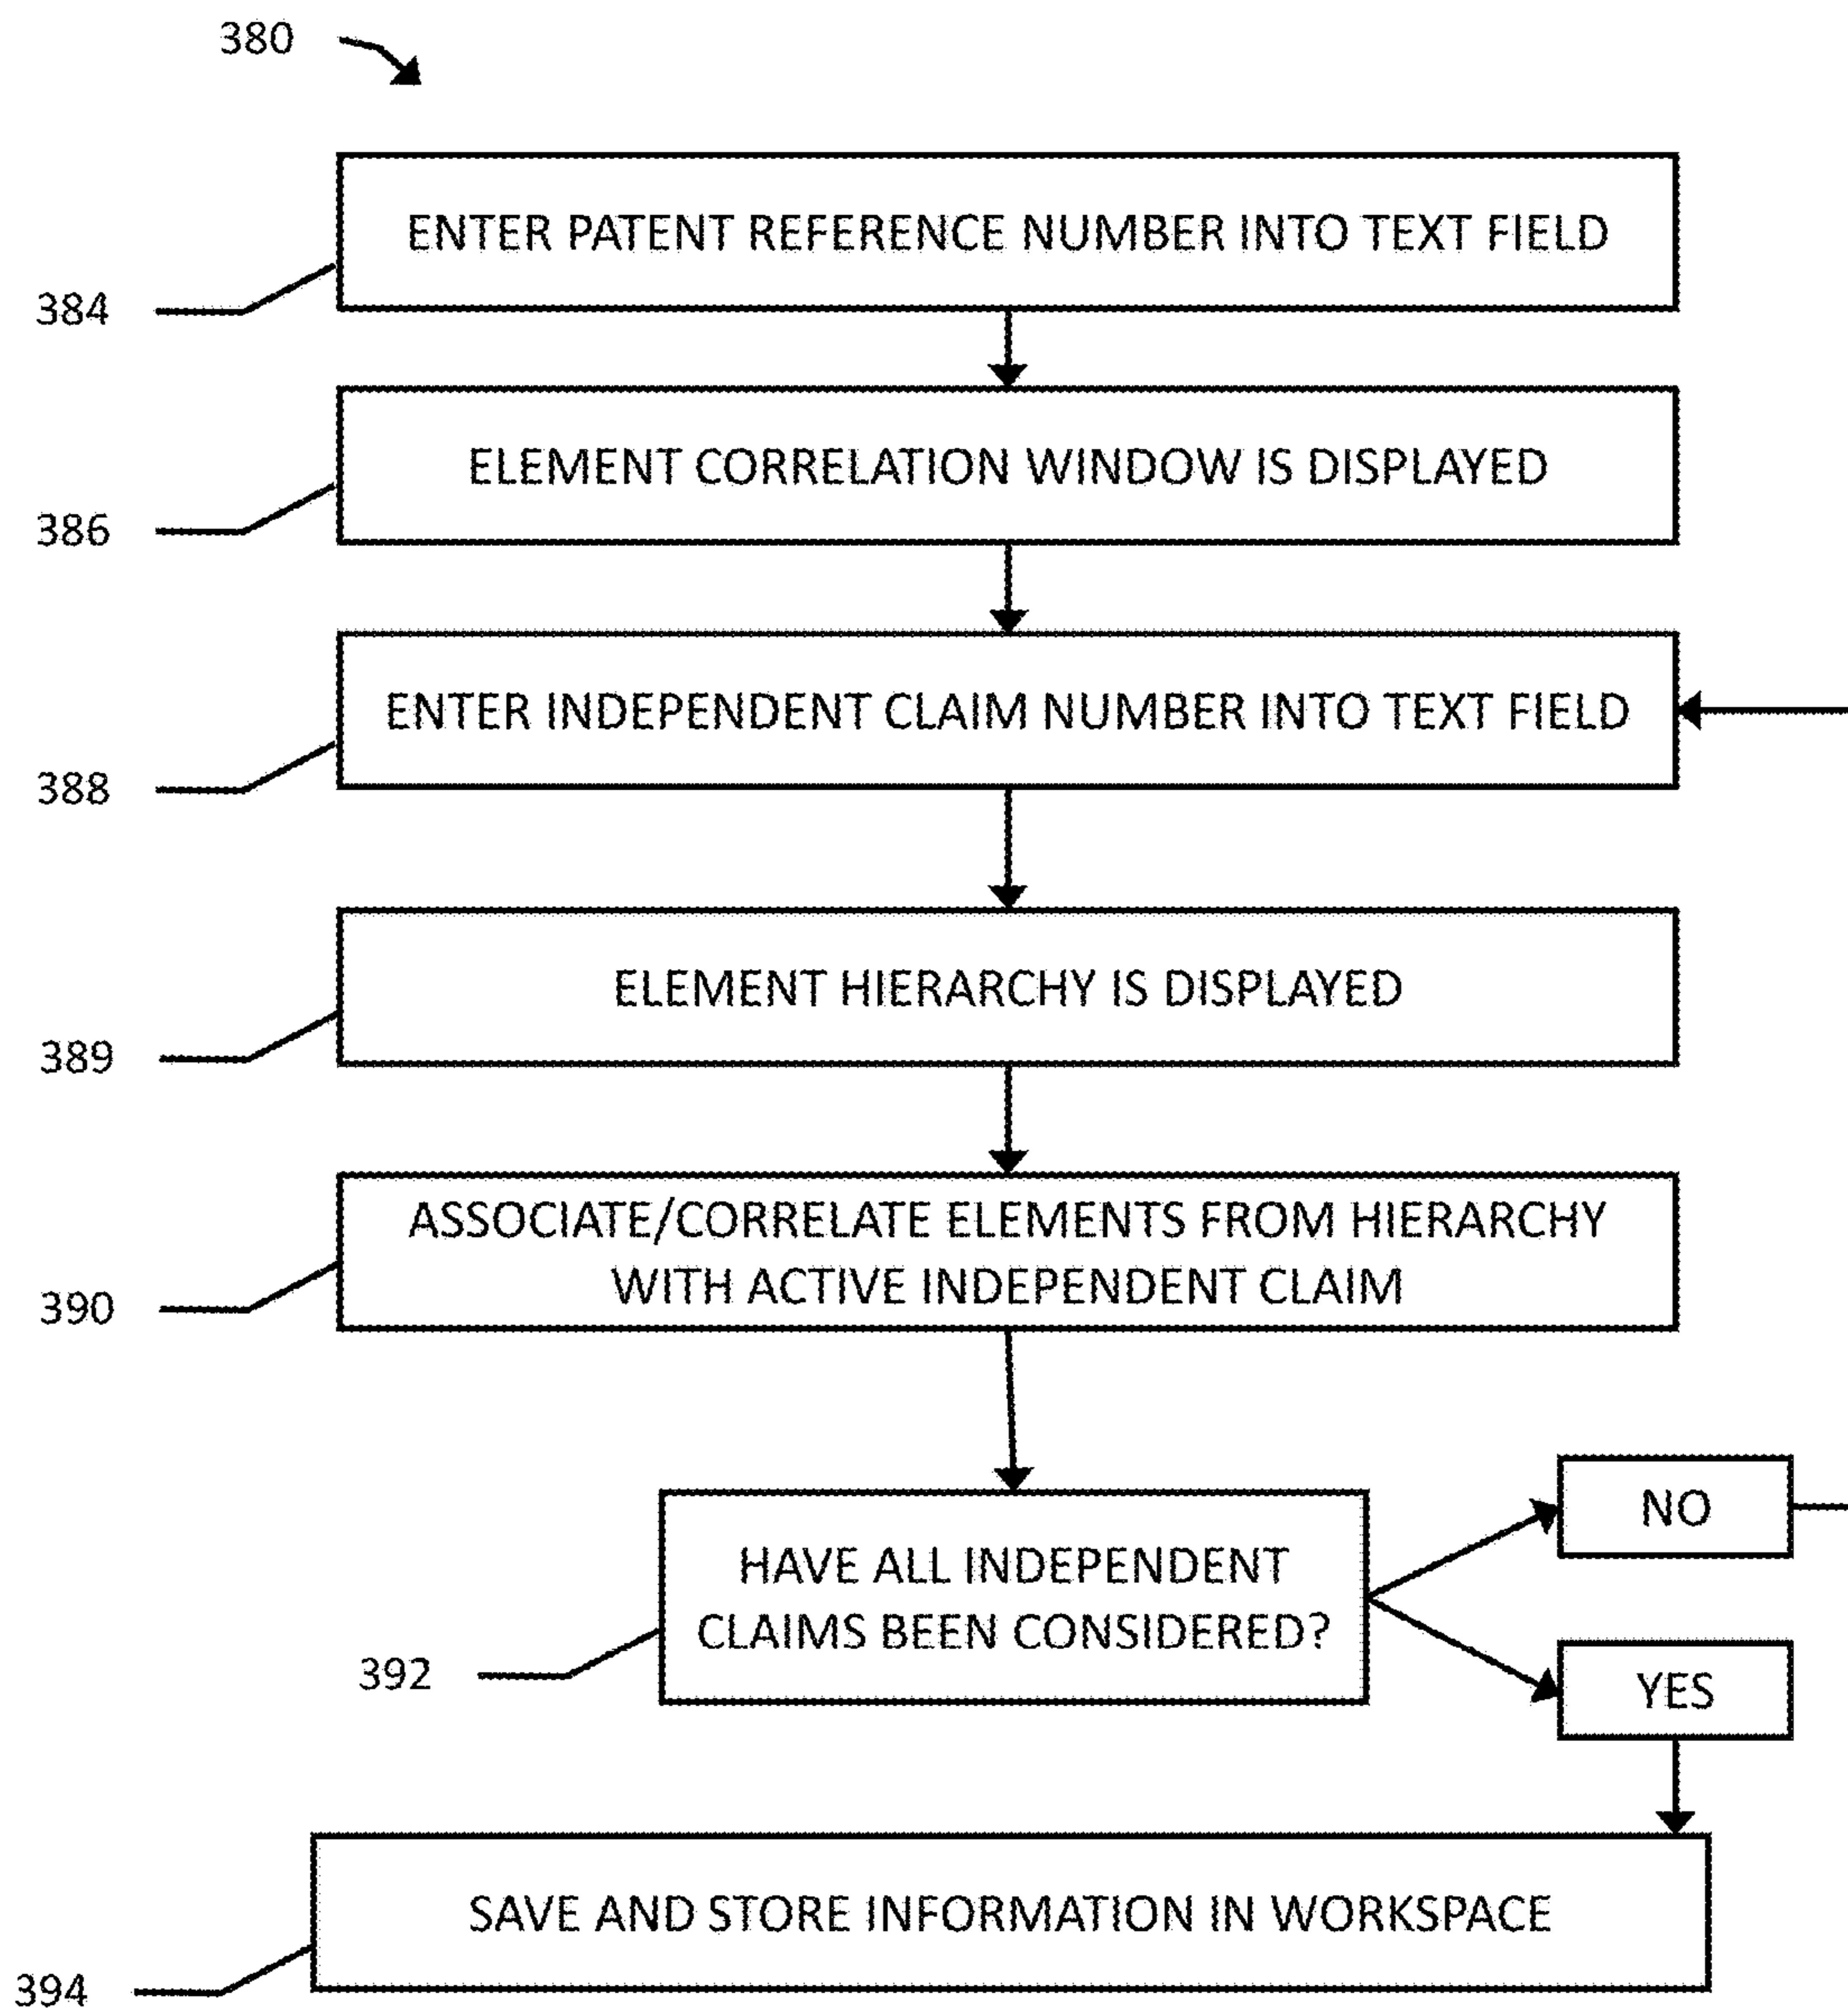 380
ENTER PATENT REFERENCE NUMBER INTO TEXT FIELD
384
ELEMENT CORRELATION WINDOW IS DISPLAYED
386
ENTER INDEPENDENT CLAIM NUMBER INTO TEXT FIELD
388
ELEMENT HIERARCHY IS DISPLAYED
389
ASSOCIATE/CORRELATE ELEMENTS FROM HIERARCHY
WITH ACTIVE INDEPENDENT CLAIM
390
HAVE ALL INDEPENDENT
CLAIMS BEEN CONSIDERED?
392
NO
YES
SAVE AND STORE INFORMATION IN WORKSPACE
394